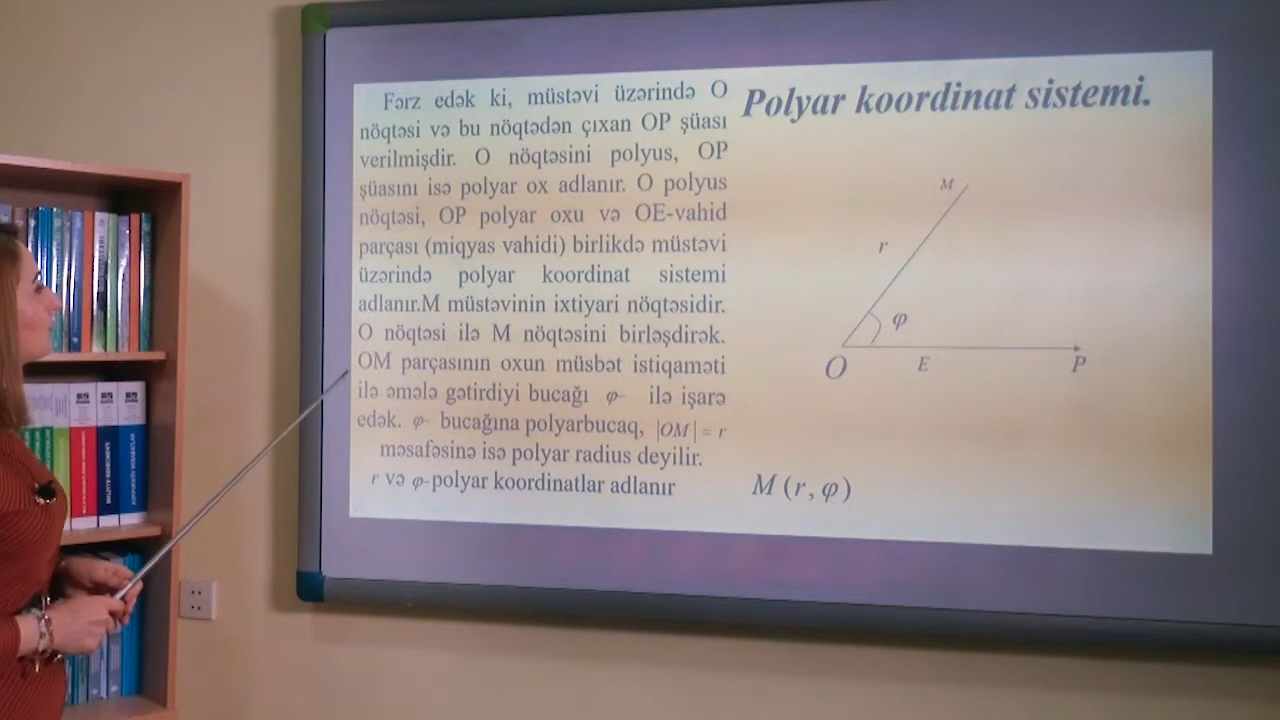 Fərz edək ki, müstəvi üzərində O
nöqtəsi və bu nöqtədən çıxan OP şüası
verilmişdir. O nöqtəsini polyus, OP
şüasını isə polyar ox adlanır. O polyus
nöqtəsi, OP polyar oxu və OE-vahid
parçası (miqyas vahidi) birlikdə müstəvi
üzərində polyar koordinat sistemi
adlanır.M müstəvinin ixtiyari nöqtəsidir.
O nöqtəsi ilə M nöqtəsini birləşdirək.
OM parçasının oxun müsbət istiqaməti
ilə əmələ gətirdiyi bucağı φ- ilə işarə
edək. φ- bucağına polyarbucaq, |OM| = r
məsafəsinə isə polyar radius deyilir.
r və φ-polyar koordinatlar adlanır
Polyar koordinat sistemi.
M
r
φ
O
E
P
M (r, φ)